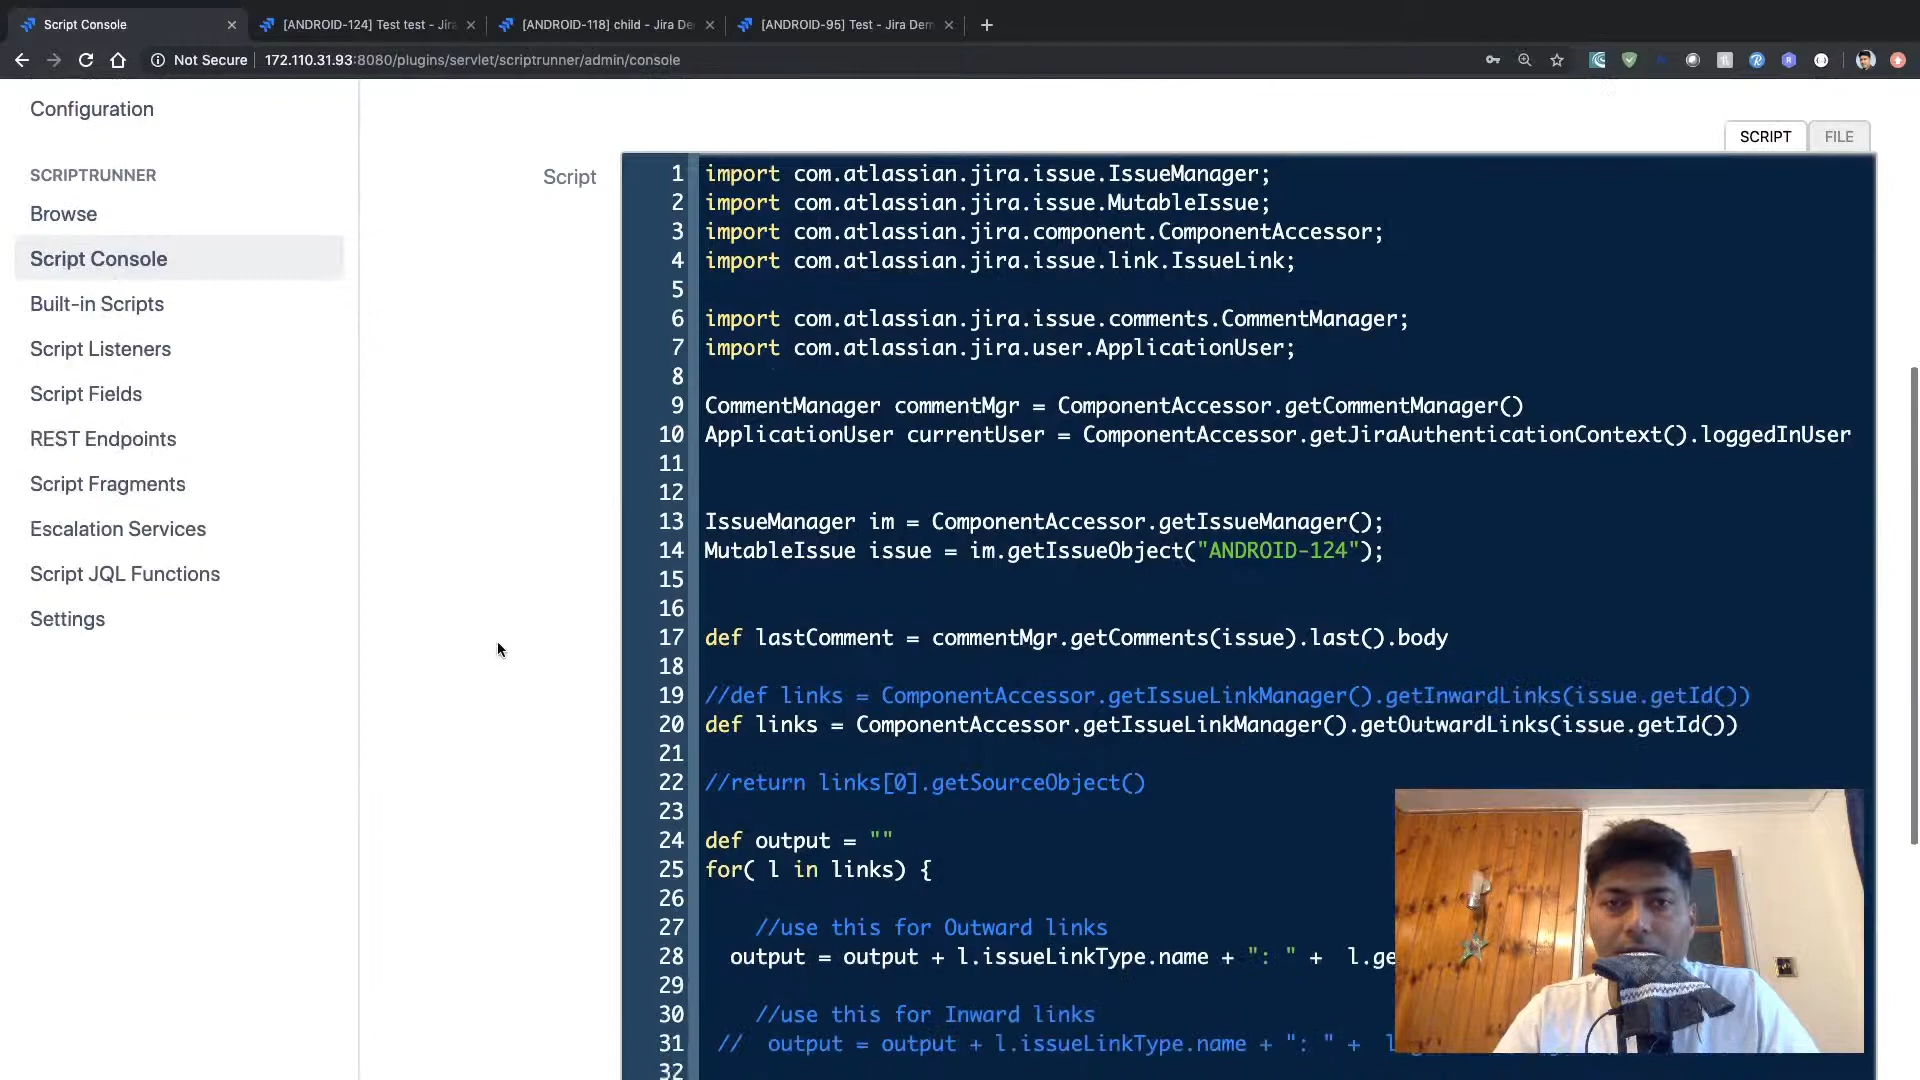 Script Console
[ANDROID-124] Test test - Jira
[ANDROID-118] child - Jira De
[ANDROID-95] Test - Jira Dem
Not Secure
172.110.31.93:8080/plugins/servlet/scriptrunner/admin/console
Configuration
SCRIPTRUNNER
Browse
Script Console
Built-in Scripts
Script Listeners
Script Fields
REST Endpoints
Script Fragments
Escalation Services
Script JQL Functions
Settings
SCRIPT
FILE
Script
1 import com.atlassian.jira.issue.IssueManager;
2 import com.atlassian.jira.issue.MutableIssue;
3 import com.atlassian.jira.component.ComponentAccessor;
4 import com.atlassian.jira.issue.link.IssueLink;
5
6 import com.atlassian.jira.issue.comments.CommentManager;
7 import com.atlassian.jira.user.ApplicationUser;
8
9 CommentManager commentMgr = ComponentAccessor.getCommentManager()
10 ApplicationUser currentUser = ComponentAccessor.getJiraAuthenticationContext().loggedInUser
11
12
13 IssueManager im = ComponentAccessor.getIssueManager();
14 MutableIssue issue = im.getIssueObject("ANDROID-124");
15
16
17 def lastComment = commentMgr.getComments(issue).last().body
18
19 //def links = ComponentAccessor.getIssueLinkManager().getInwardLinks(issue.getId())
20 def links = ComponentAccessor.getIssueLinkManager().getOutwardLinks(issue.getId())
21
22 //return links[0].getSourceObject()
23
24 def output = ""
25 for( l in links) {
26
27 //use this for Outward links
28 output = output + l.issueLinkType.name + ": " + l.ge
29
30 //use this for Inward links
31 // output = output + l.issueLinkType.name + ": " +
32